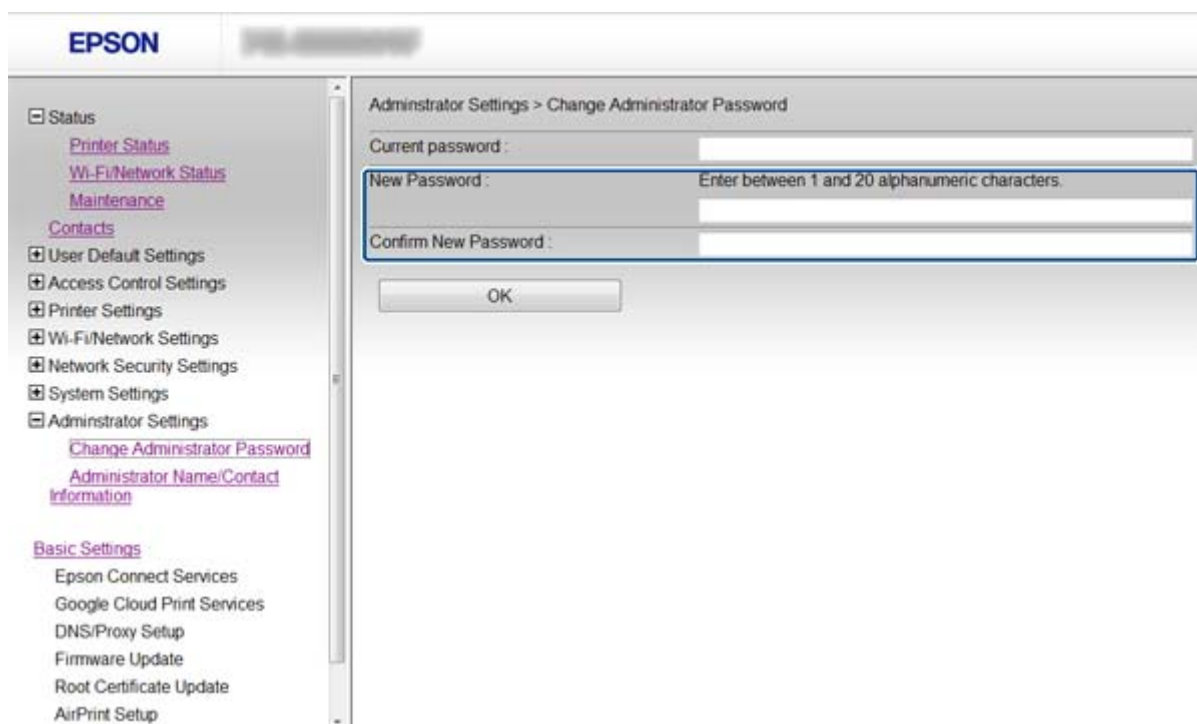 EPSON
Status
Printer Status
Wi-Fi/Network Status
Maintenance
Contacts
User Default Settings
Access Control Settings
Printer Settings
Wi-Fi/Network Settings
Network Security Settings
System Settings
Adminstrator Settings
Change Administrator Password
Administrator Name/Contact
Information
Basic Settings
Epson Connect Services
Google Cloud Print Services
DNS/Proxy Setup
Firmware Update
Root Certificate Update
AirPrint Setup
Adminstrator Settings > Change Administrator Password
Current password :
New Password : Enter between 1 and 20 alphanumeric characters.
Confirm New Password :
OK